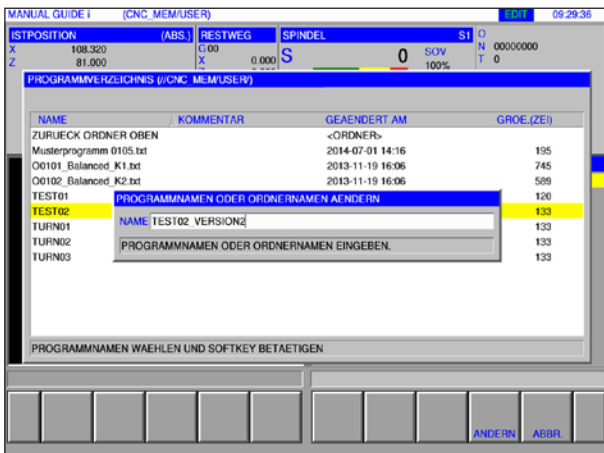 MANUAL GUIDE i (CNC_MEM/USER) EDIT 09:29:36
ISTPOSITION (ABS.) RESTWEG SPINDEL S1 O
X 108.320 G00 S 0 SOV N 00000000
Z 81.000 X 0.000 100% T 0
PROGRAMMVERZEICHNIS (//CNC_MEM/USER/)
NAME KOMMENTAR GEAENDERT AM GROE.(ZEI)
ZURUECK ORDNER OBEN <ORDNER>
Musterprogramm 0105.txt 2014-07-01 14:16 195
O0101_Balanced_K1.txt 2013-11-19 16:06 745
O0102_Balanced_K2.txt 2013-11-19 16:06 589
TEST01 120
TEST02 133
TURN01 133
TURN02 133
TURN03 133
PROGRAMMNAMEN ODER ORDNERNAMEN AENDERN
NAME TEST02_VERSION2
PROGRAMMNAMEN ODER ORDNERNAMEN EINGEBEN.
PROGRAMMNAMEN WAEHLEN UND SOFTKEY BETAETIGEN
ANDERN ABBR.